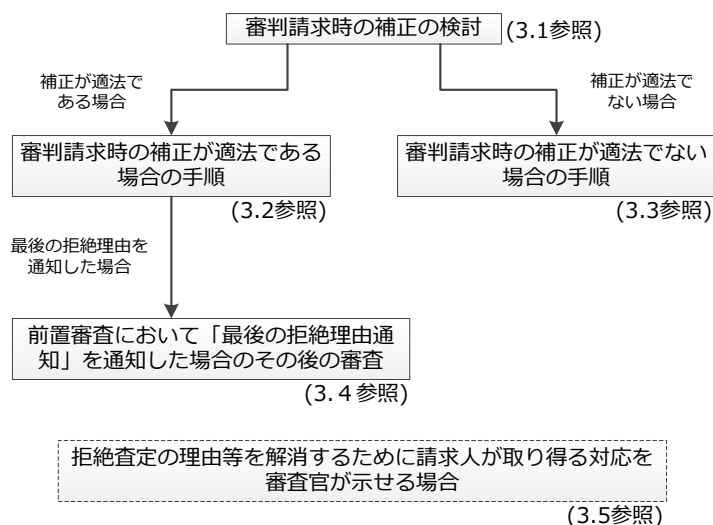 審判請求時の補正の検討 (3.1参照)
補正が適法で
ある場合
補正が適法で
ない場合
審判請求時の補正が適法である
場合の手順
(3.2参照)
審判請求時の補正が適法でない
場合の手順
(3.3参照)
最後の拒絶理由を
通知した場合
前置審査において「最後の拒絶理由通
知」を通知した場合のその後の審査
(3.４参照)
拒絶査定の理由等を解消するために請求人が取り得る対応を
審査官が示せる場合
(3.5参照)